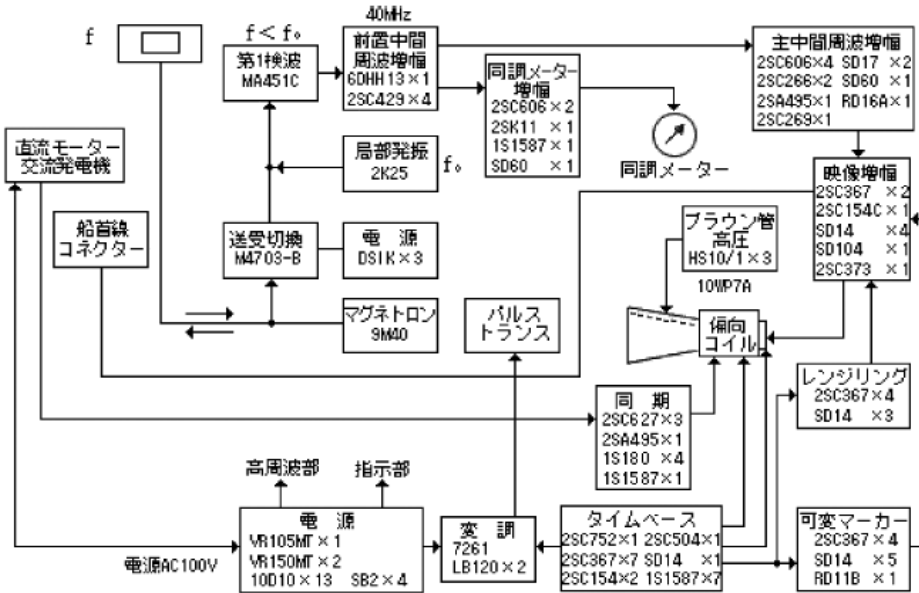 f
f<f₀
第1検波
MA451C
40MHz
前置中間
周波増幅
6DHH13×1
2SC429×4
同調メーター
増幅
2SC606×2
2SK11 ×1
1S1587×1
SD60 ×1
同調メーター
主中間周波増幅
2SC606×4 SD17 ×2
2SC266×2 SD60 ×1
2SA495×1 RD16A×1
2SC269×1
直流モーター
交流発電機
局部発振
2K25
f₀
映像増幅
2SC367 ×2
2SC154C×1
SD14 ×4
SD104 ×1
2SC373 ×1
船首線
コネクター
送受切換
M4703-B
電源
DS1K×3
ブラウン管
高圧
HS10/1×3
10WP7A
マグネトロン
9M40
パルス
トランス
偏向
コイル
レンジリング
2SC367×4
SD14 ×3
同期
2SC627×3
2SA495×1
1S180 ×4
1S1587×1
高周波部
指示部
電源AC100V
電源
VR105MT×1
VR150MT×2
10D10×13 SB2×4
変調
7261
LB120×2
タイムベース
2SC752×1 2SC504×1
2SC367×7 SD14 ×1
2SC154×2 1S1587×7
可変マーカー
2SC367×4
SD14 ×5
RD11B ×1